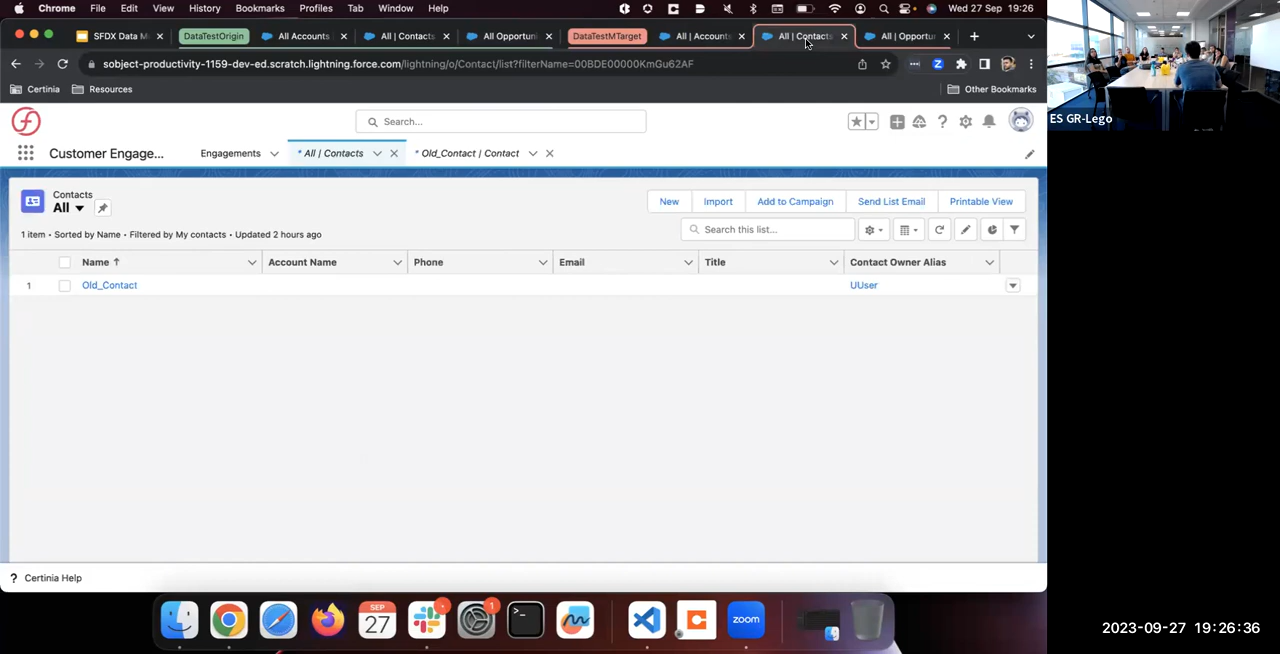 Chrome File Edit View History Bookmarks Profiles Tab Window Help Wed 27 Sep 19:26
SFDX Data M DataTestOrigin All Accounts All | Contacts All Opportuni DataTestMTarget All | Accounts All | Contacts All | Opportur
sobject-productivity-1159-dev-ed.scratch.lightning.force.com/lightning/o/Contact/list?filterName=00BDE00000KmGu62AF
Certinia Resources Other Bookmarks
Search...
Customer Engage... Engagements * All | Contacts * Old_Contact | Contact
Contacts
All
New Import Add to Campaign Send List Email Printable View
1 item • Sorted by Name • Filtered by My contacts • Updated 2 hours ago
Search this list...
Name Account Name Phone Email Title Contact Owner Alias
1 Old_Contact UUser
? Certinia Help
SEP
27
1
zoom
ES GR-Lego
2023-09-27 19:26:36